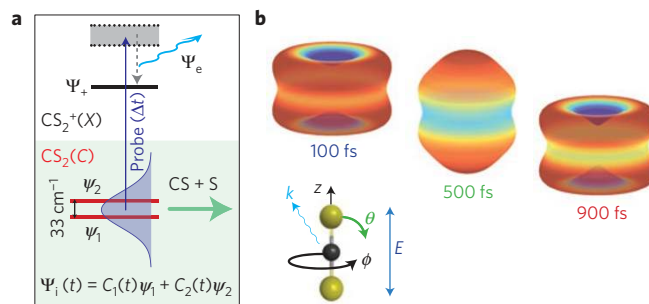 a
Ψe
Ψ+
CS2+(X)
Probe (Δt)
CS2(C)
ψ2
33 cm−1
CS + S
ψ1
Ψi (t) = C1(t)ψ1 + C2(t)ψ2
b
100 fs
500 fs
900 fs
z
k
θ
E
ϕ